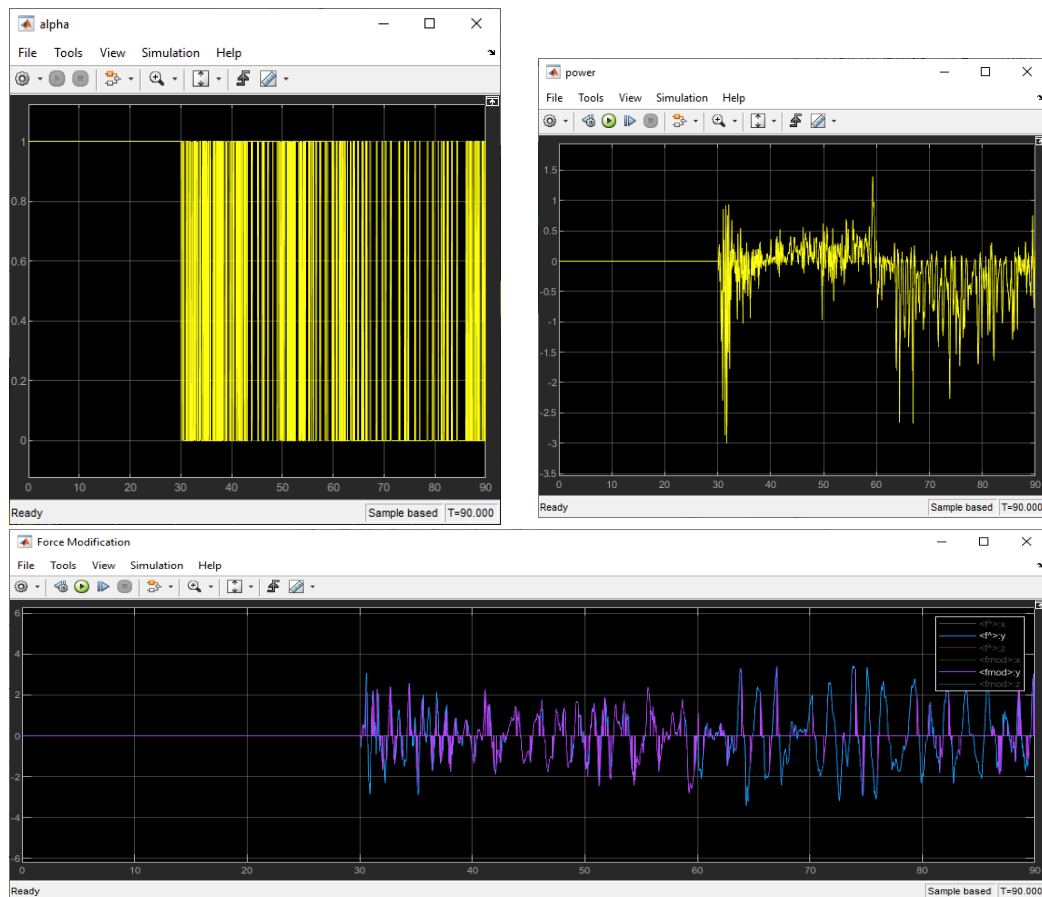 alpha
File Tools View Simulation Help
1
0.8
0.6
0.4
0.2
0
0 10 20 30 40 50 60 70 80 90
Ready Sample based T=90.000
power
File Tools View Simulation Help
1.5
1
0.5
0
-0.5
-1
-1.5
-2
-2.5
-3
-3.5
0 10 20 30 40 50 60 70 80 90
Ready Sample based T=90.000
Force Modification
File Tools View Simulation Help
6
4
2
0
-2
-4
-6
0 10 20 30 40 50 60 70 80 90
<f^>:x
<f^>:y
<f^>:z
<fmod>:x
<fmod>:y
<fmod>:z
Ready Sample based T=90.000